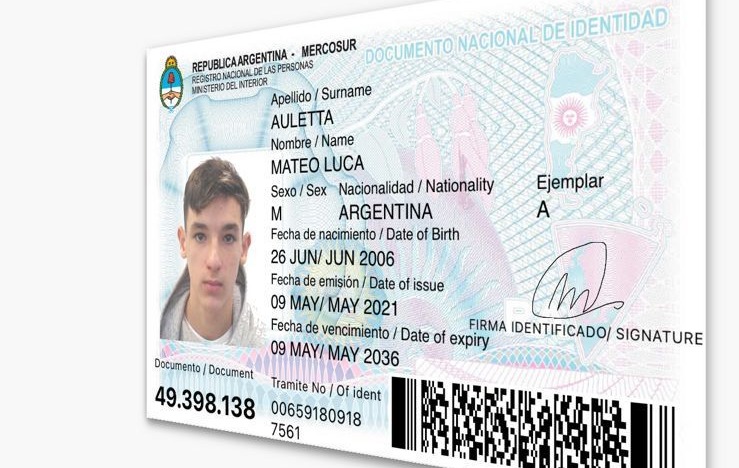 REPUBLICA ARGENTINA - MERCOSUR
REGISTRO NACIONAL DE LAS PERSONAS
MINISTERIO DEL INTERIOR
DOCUMENTO NACIONAL DE IDENTIDAD
Apellido / Surname
AULETTA
Nombre / Name
MATEO LUCA
Sexo / Sex Nacionalidad / Nationality
Ejemplar
M ARGENTINA
A
Fecha de nacimiento / Date of Birth
26 JUN/ JUN 2006
Fecha de emisión / Date of issue
09 MAY/ MAY 2021
Fecha de vencimiento / Date of expiry
FIRMA IDENTIFICADO/ SIGNATURE
09 MAY/ MAY 2036
Documento / Document
49.398.138
Tramite No / Of ident
00659180918
7561